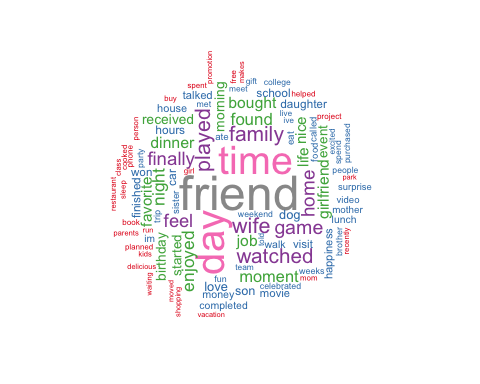 promotion
free
makes
spent
gift
college
meet
helped
buy
talked
met
morning
school
house
bought
daughter
received
played
found
nice
project
person
hours
ate
family
eat
live
ive
called
food
event
excited
spend
purchased
dinner
life
party
phone
cooked
class
finally
time
won
car
girl
night
favorite
girlfriend
people
park
restaurant
sleep
finished
sister
friend
home
surprise
video
mother
lunch
book
trip
feel
day
weekend
dog
wife
game
parents
run
im
planned
kids
birthday
started
enjoyed
job
told
walk
visit
happiness
brother
recently
delicious
watched
team
weeks
waiting
moved
shopping
fun
moment
mom
love
son
celebrated
money
movie
completed
vacation